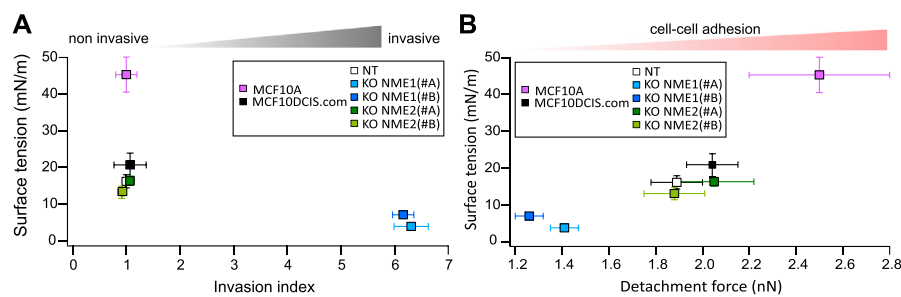 A
non invasive
invasive
Surface tension (mN/m)
50
40
30
20
10
0
MCF10A
MCF10DCIS.com
NT
KO NME1(#A)
KO NME1(#B)
KO NME2(#A)
KO NME2(#B)
0 1 2 3 4 5 6 7
Invasion index
B
cell-cell adhesion
Surface tension (mN/m)
50
40
30
20
10
0
MCF10A
MCF10DCIS.com
NT
KO NME1(#A)
KO NME1(#B)
KO NME2(#A)
KO NME2(#B)
1.2 1.4 1.6 1.8 2.0 2.2 2.4 2.6 2.8
Detachment force (nN)